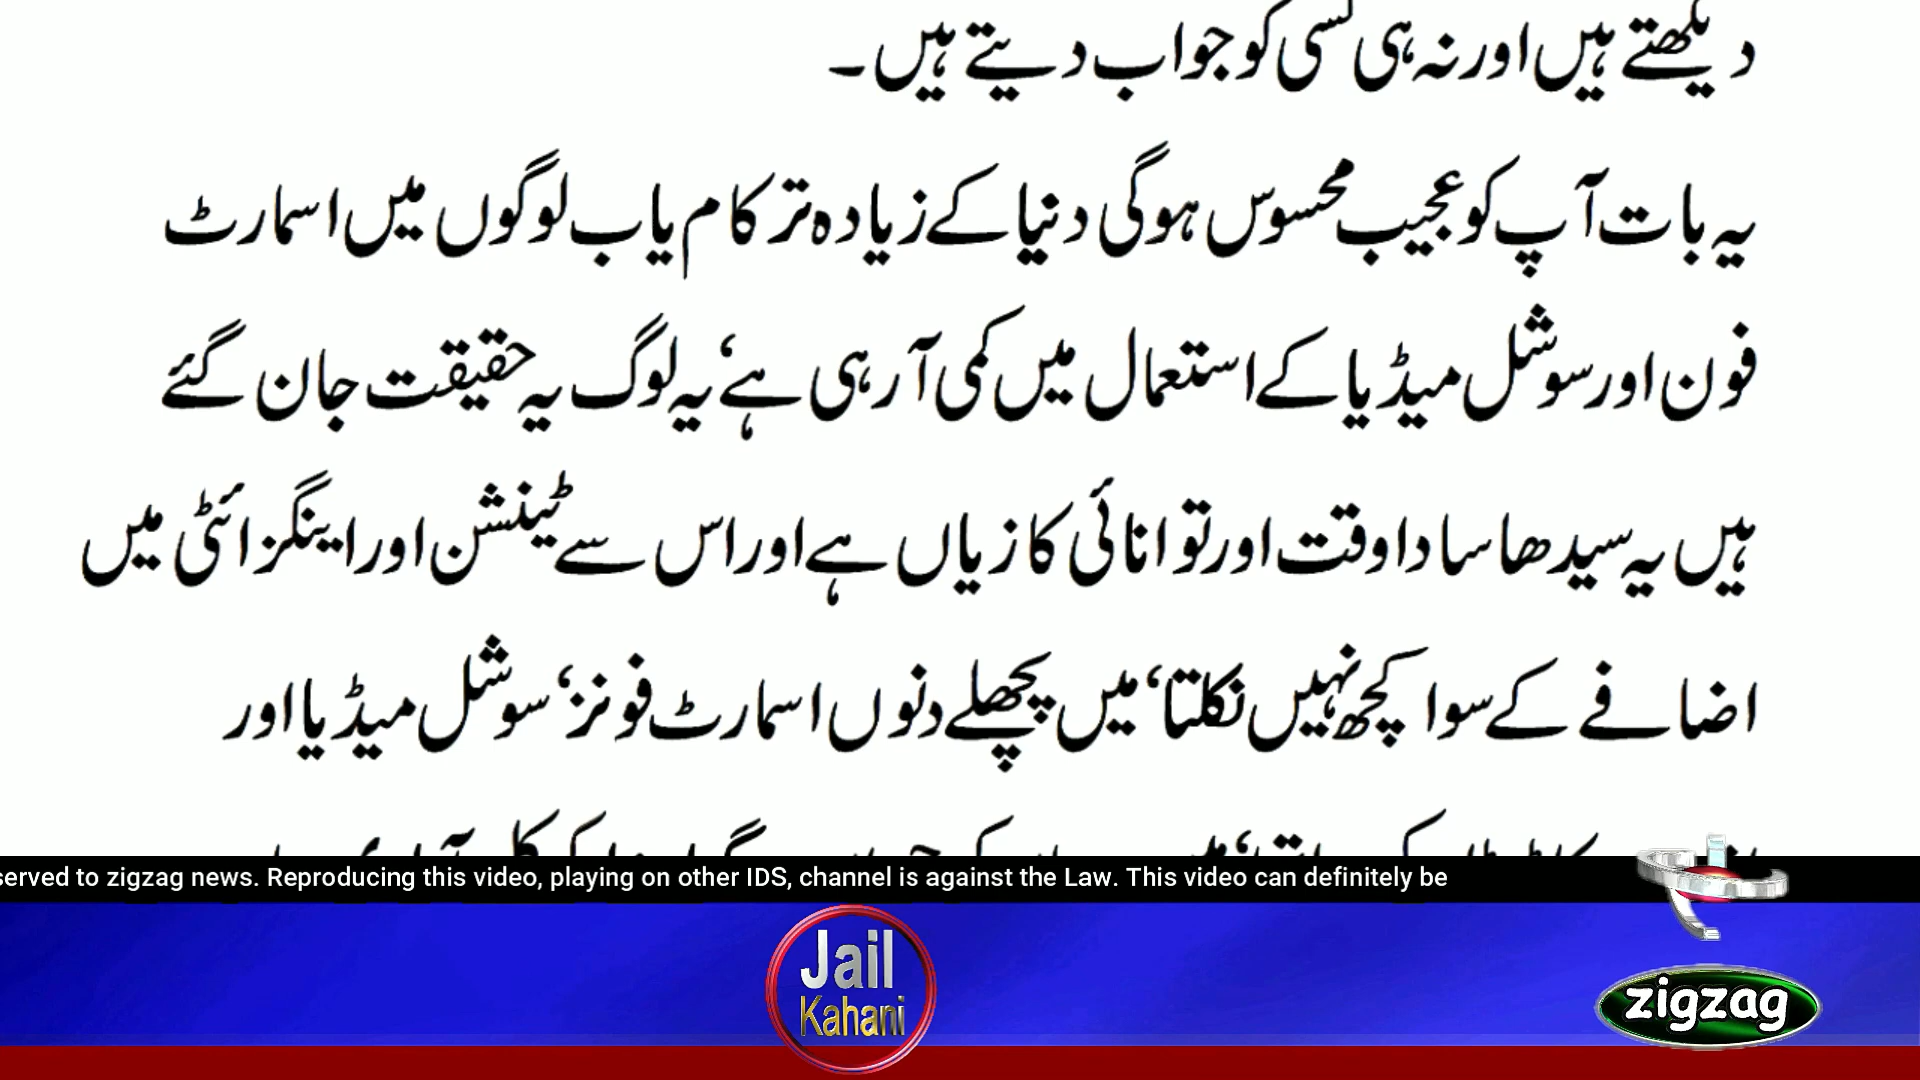 دیکھتے ہیں اور نہ ہی کسی کو جواب دیتے ہیں۔
یہ بات آپ کو عجیب محسوس ہوگی دنیا کے زیادہ تر کام یاب لوگوں میں اسمارٹ
فون اور سوشل میڈیا کے استعمال میں کمی آ رہی ہے‘ یہ لوگ یہ حقیقت جان گئے
ہیں یہ سیدھا سادا وقت اور توانائی کا زیاں ہے اور اس سے ٹینشن اور اینگزائٹی میں
اضافے کے سوا کچھ نہیں نکلتا‘ میں پچھلے دنوں اسمارٹ فونز‘ سوشل میڈیا اور
served to zigzag news. Reproducing this video, playing on other IDS, channel is against the Law. This video can definitely be
Jail
Kahani
zigzag